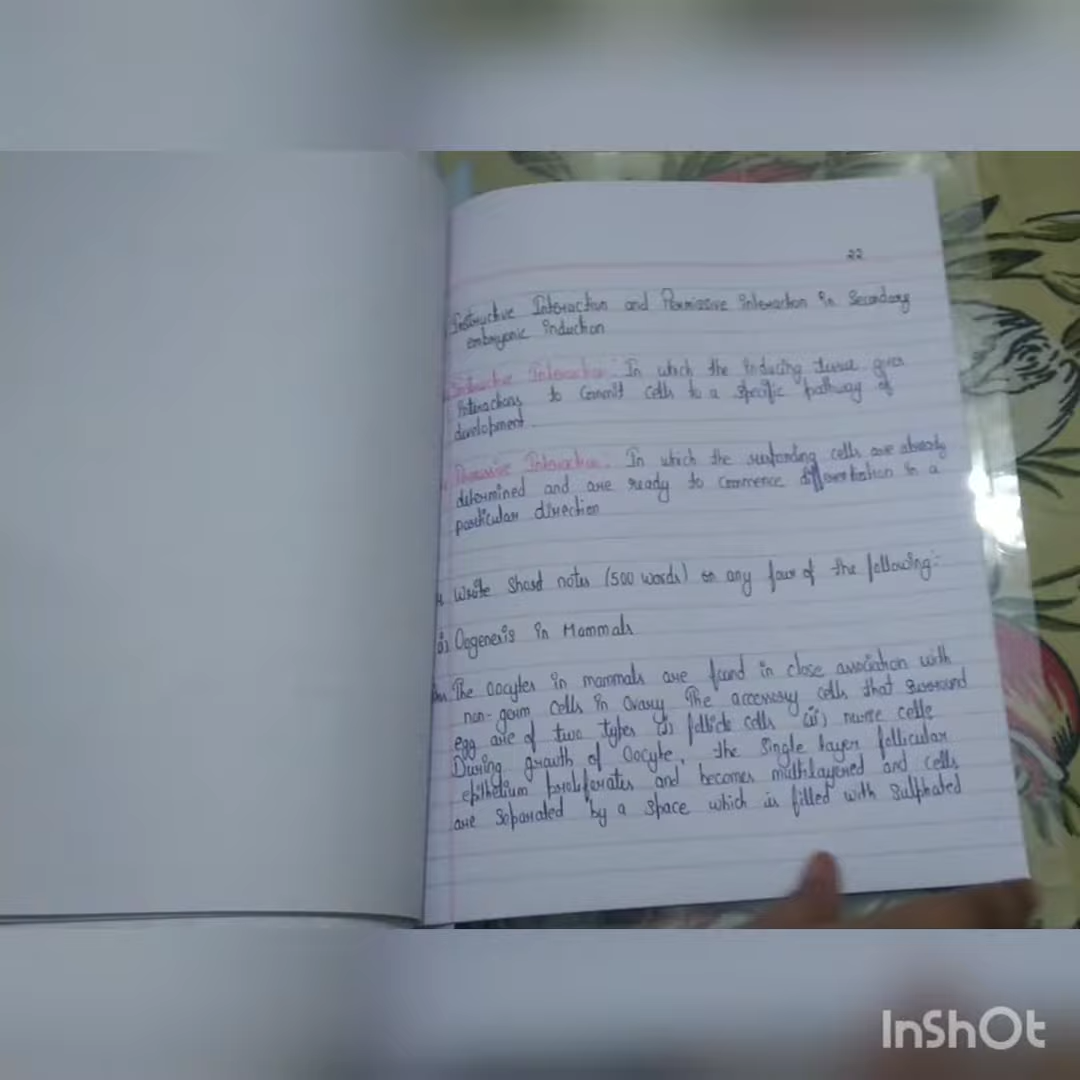 22
Instructive Interaction and Permissive interaction in Secondary
embryonic induction
Instructive Interaction: In which the inducing tissue gives
interactions to commit cells to a specific pathway of
development.
Permissive Interaction: In which the responding cells are already
determined and are ready to commence differentiation in a
particular direction
Write Short notes (500 words) on any four of the following:-
a) Oogenesis in Mammals
Ans. The oocytes in mammals are found in close association with
non-germ cells in Ovary. The accessory cells that surround
egg are of two types (i) follicle cells (ii) nurse cells
During growth of Oocyte, the single layer follicular
epithelium proliferates and becomes multilayered and cells
are separated by a space which is filled with sulphated
InShOt